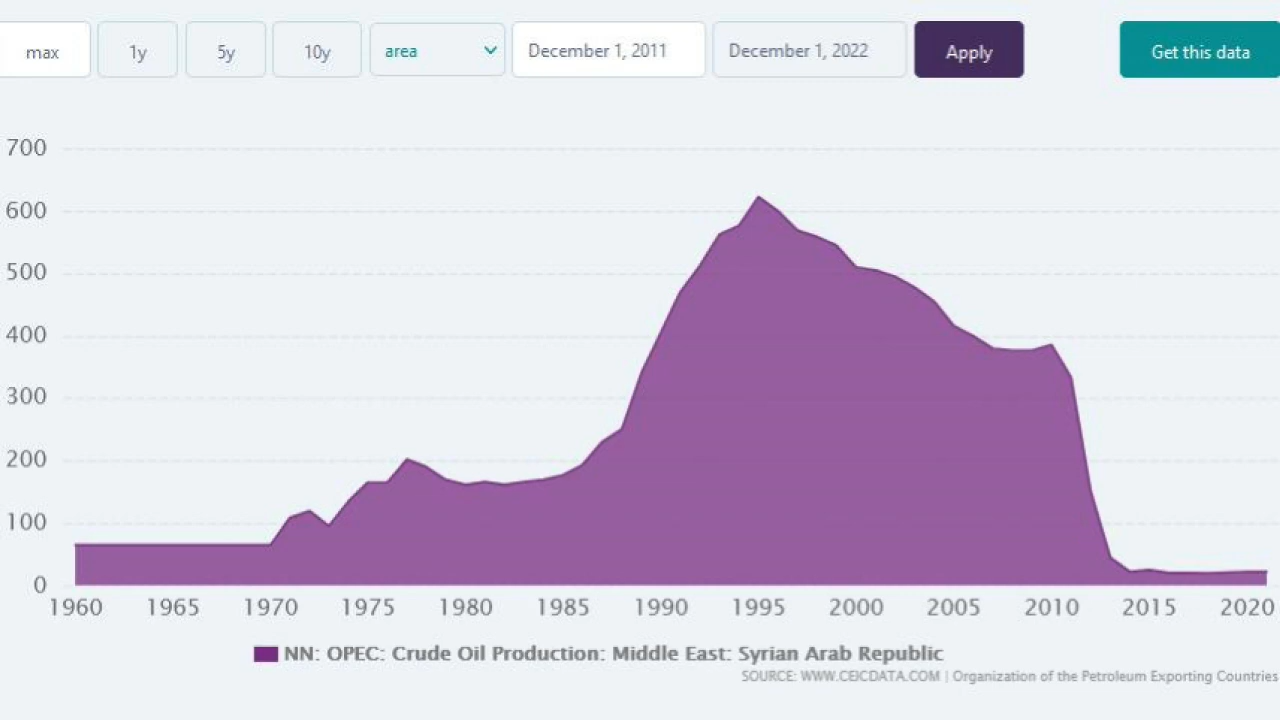 max 1y 5y 10y area December 1, 2011 December 1, 2022 Apply Get this data
700
600
500
400
300
200
100
0
1960 1965 1970 1975 1980 1985 1990 1995 2000 2005 2010 2015 2020
NN: OPEC: Crude Oil Production: Middle East: Syrian Arab Republic
SOURCE: WWW.CEICDATA.COM | Organization of the Petroleum Exporting Countries